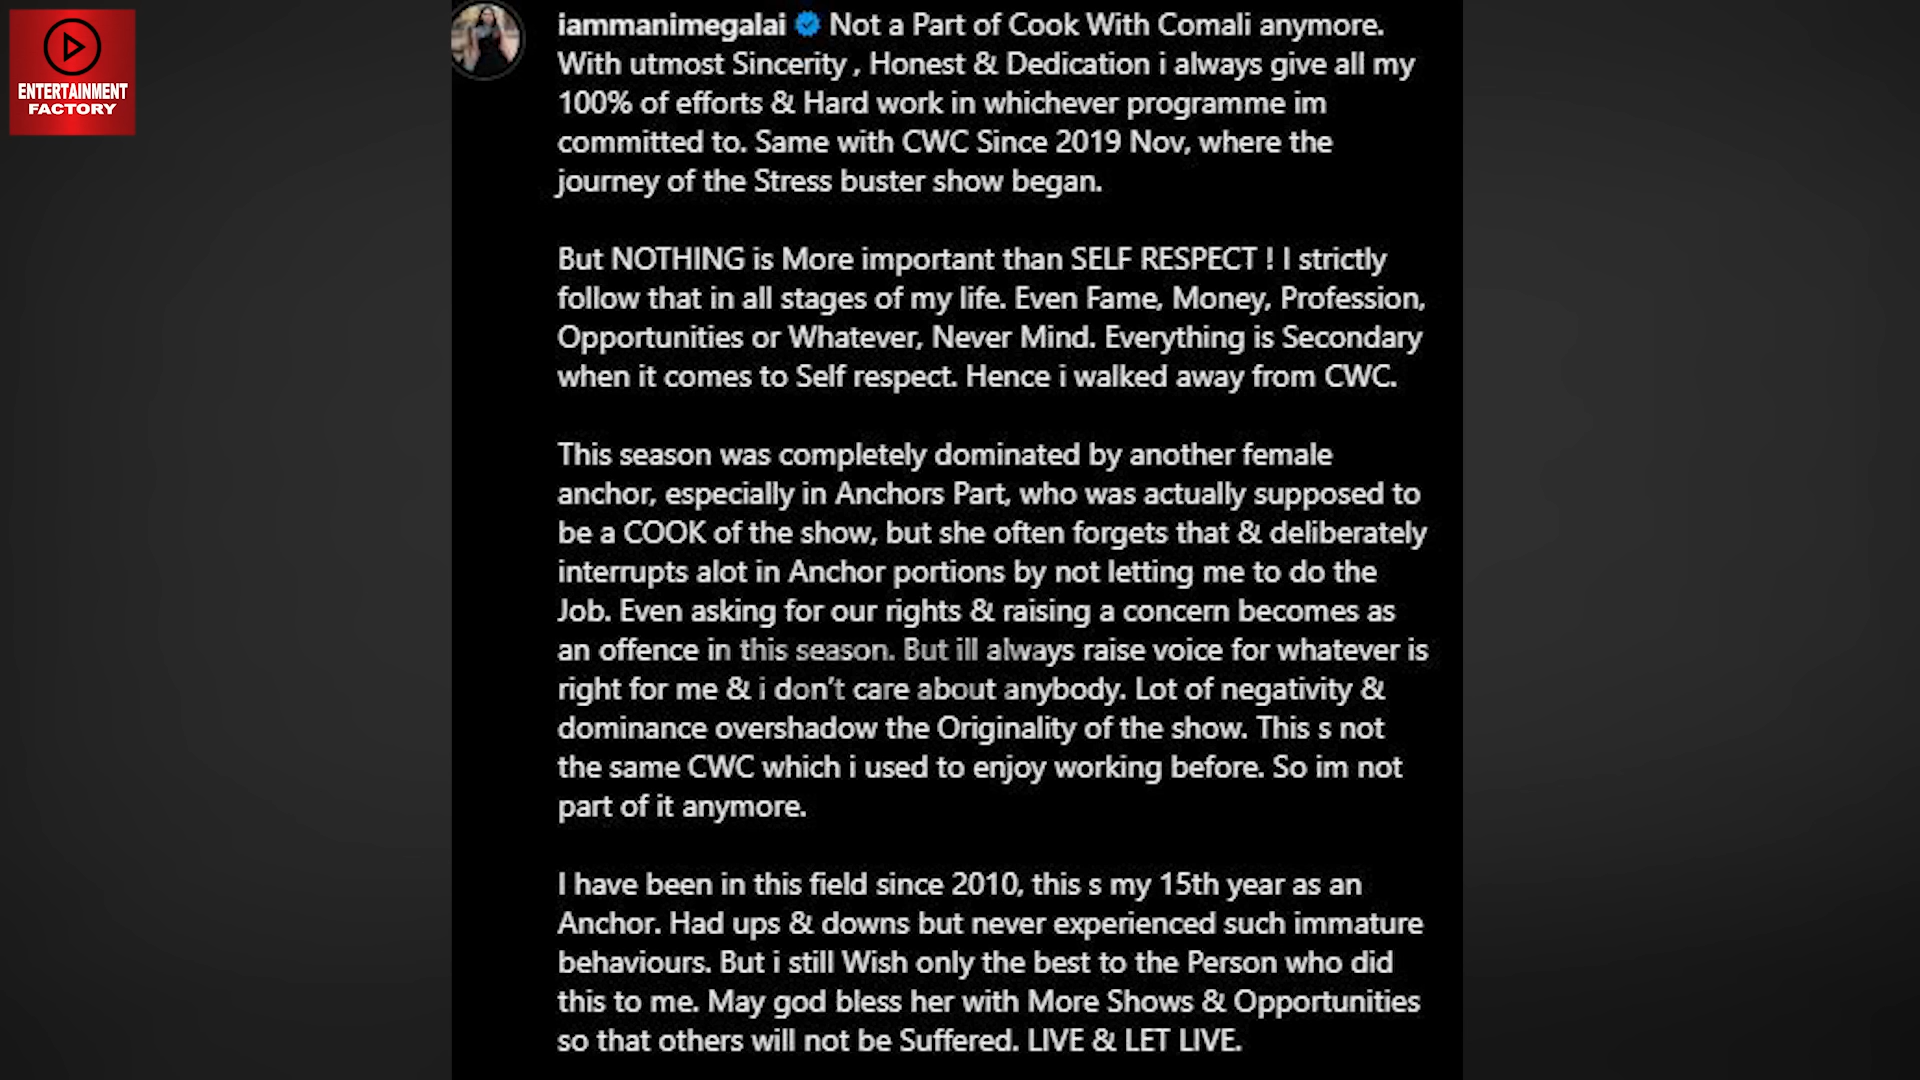 ENTERTAINMENT
FACTORY
iammanimegalai Not a Part of Cook With Comali anymore.
With utmost Sincerity , Honest & Dedication i always give all my
100% of efforts & Hard work in whichever programme im
committed to. Same with CWC Since 2019 Nov, where the
journey of the Stress buster show began.
But NOTHING is More important than SELF RESPECT ! I strictly
follow that in all stages of my life. Even Fame, Money, Profession,
Opportunities or Whatever, Never Mind. Everything is Secondary
when it comes to Self respect. Hence i walked away from CWC.
This season was completely dominated by another female
anchor, especially in Anchors Part, who was actually supposed to
be a COOK of the show, but she often forgets that & deliberately
interrupts alot in Anchor portions by not letting me to do the
Job. Even asking for our rights & raising a concern becomes as
an offence in this season. But ill always raise voice for whatever is
right for me & i don't care about anybody. Lot of negativity &
dominance overshadow the Originality of the show. This s not
the same CWC which i used to enjoy working before. So im not
part of it anymore.
I have been in this field since 2010, this s my 15th year as an
Anchor. Had ups & downs but never experienced such immature
behaviours. But i still Wish only the best to the Person who did
this to me. May god bless her with More Shows & Opportunities
so that others will not be Suffered. LIVE & LET LIVE.